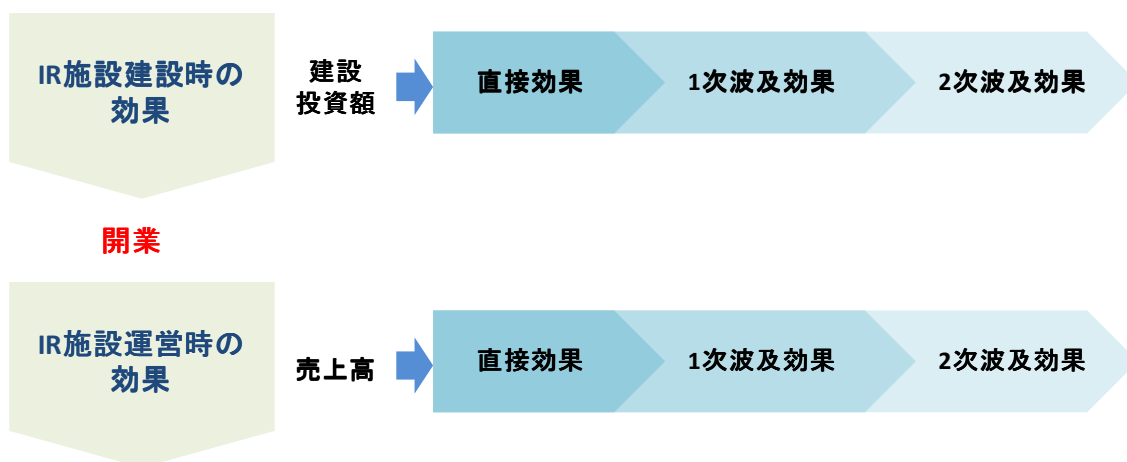 IR施設建設時の
効果
建設
投資額
直接効果
1次波及効果
2次波及効果
開業
IR施設運営時の
効果
売上高
直接効果
1次波及効果
2次波及効果